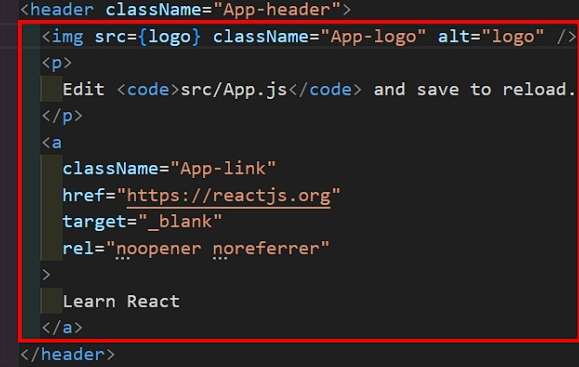 <header className="App-header">
<img src={logo} className="App-logo" alt="logo" />
<p>
Edit <code>src/App.js</code> and save to reload.
</p>
<a
className="App-link"
href="https://reactjs.org"
target="_blank"
rel="noopener noreferrer"
>
Learn React
</a>
</header>